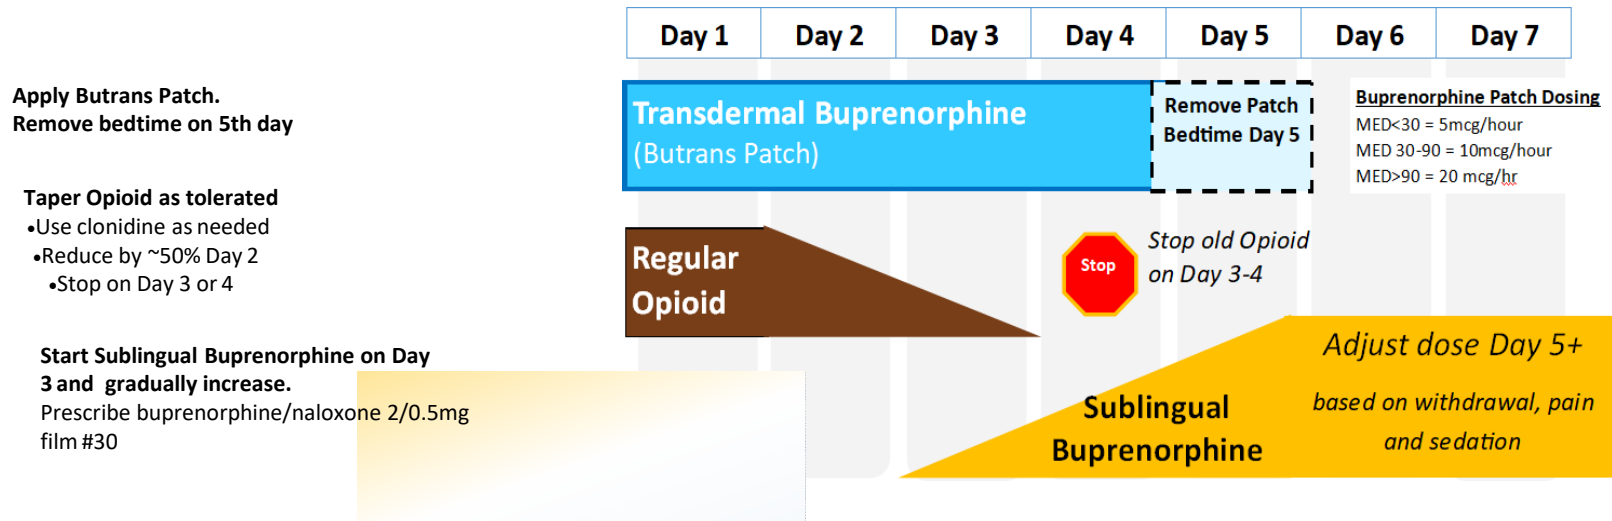 Day 1 Day 2 Day 3 Day 4 Day 5 Day 6 Day 7
Apply Butrans Patch.
Remove bedtime on 5th day
Transdermal Buprenorphine
(Butrans Patch)
Remove Patch
Bedtime Day 5
Buprenorphine Patch Dosing
MED<30 = 5mcg/hour
MED 30-90 = 10mcg/hour
MED>90 = 20 mcg/hr
Taper Opioid as tolerated
•Use clonidine as needed
•Reduce by ~50% Day 2
•Stop on Day 3 or 4
Regular
Opioid
Stop
Stop old Opioid
on Day 3-4
Start Sublingual Buprenorphine on Day
3 and gradually increase.
Prescribe buprenorphine/naloxone 2/0.5mg
film #30
Sublingual
Buprenorphine
Adjust dose Day 5+
based on withdrawal, pain
and sedation